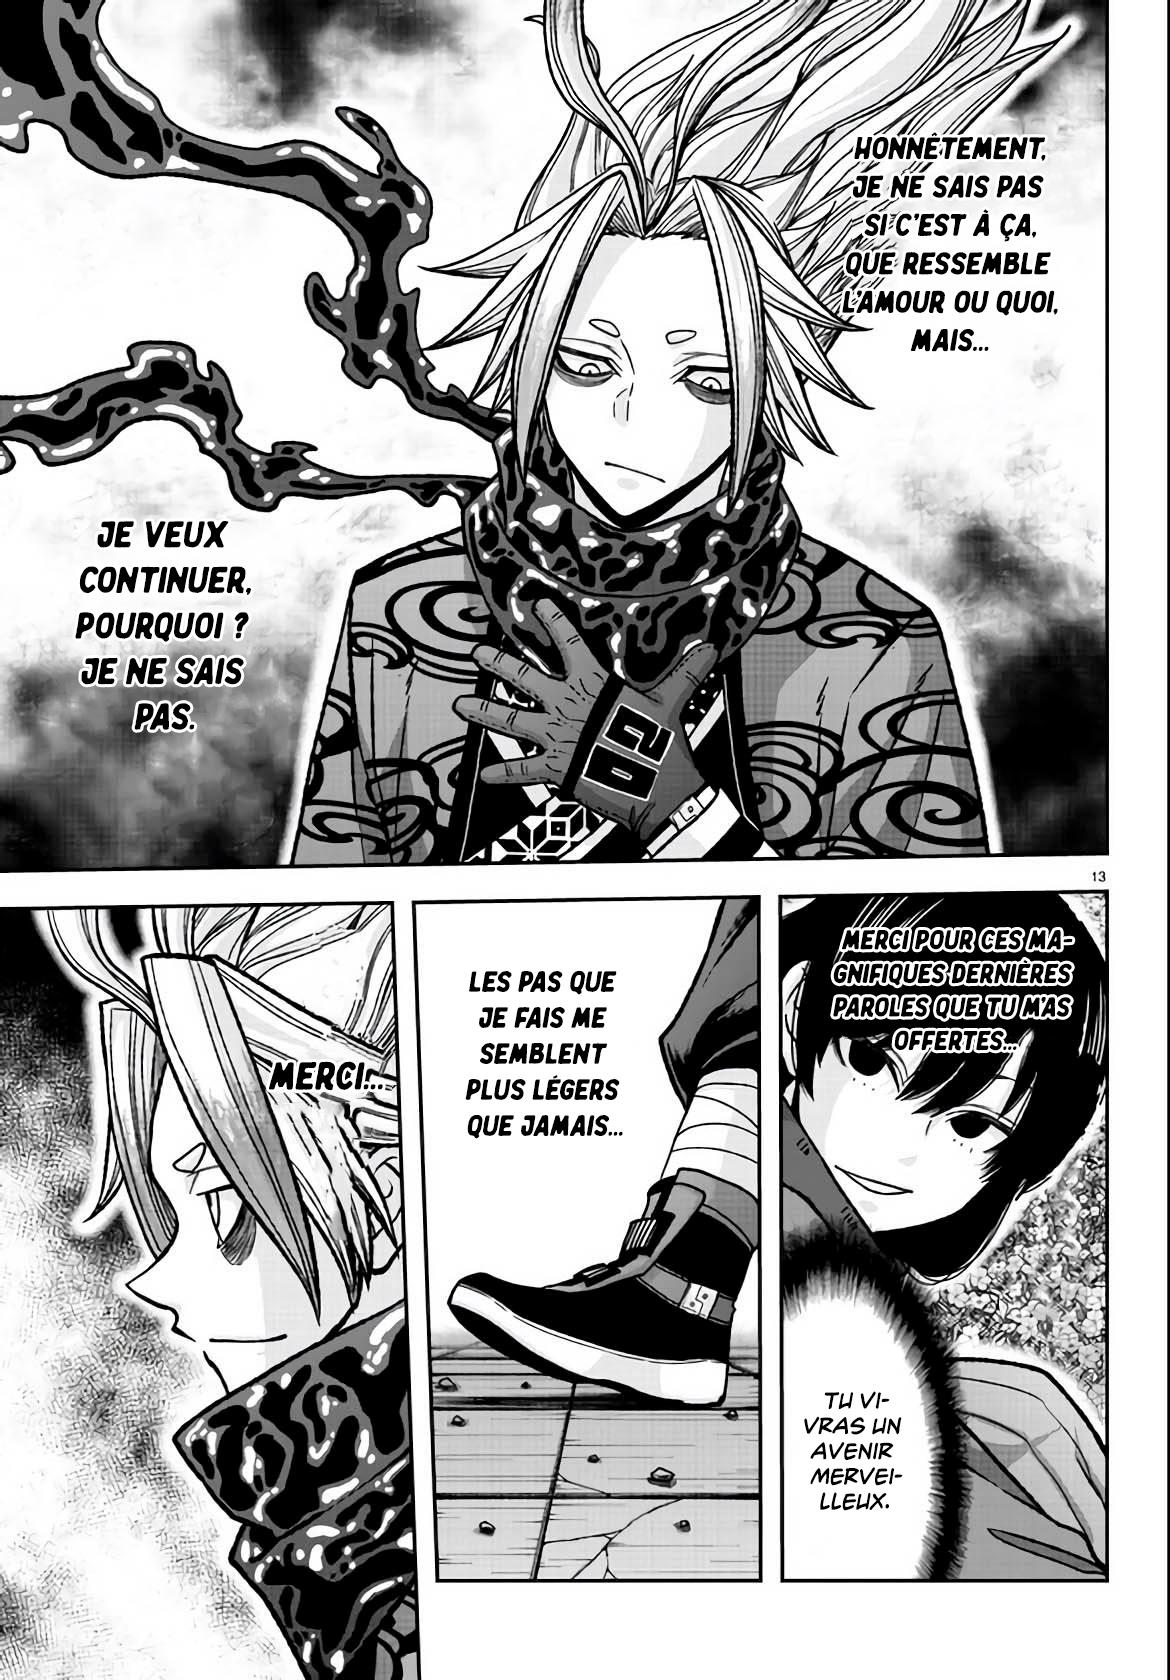 HONNÊTEMENT,
JE NE SAIS PAS
SI C'EST À ÇA,
QUE RESSEMBLE
L'AMOUR OU QUOI,
MAIS...
JE VEUX
CONTINUER,
POURQUOI ?
JE NE SAIS
PAS.
13
MERCI POUR CES MA-
GNIFIQUES DERNIÈRES
PAROLES QUE TU M'AS
OFFERTES...
TU VI-
VRAS UN
AVENIR
MERVEI-
LLEUX.
LES PAS QUE
JE FAIS ME
SEMBLENT
PLUS LÉGERS
QUE JAMAIS...
MERCI...